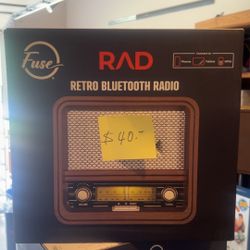 Fuse
RAD
RETRO BLUETOOTH RADIO
$40.-